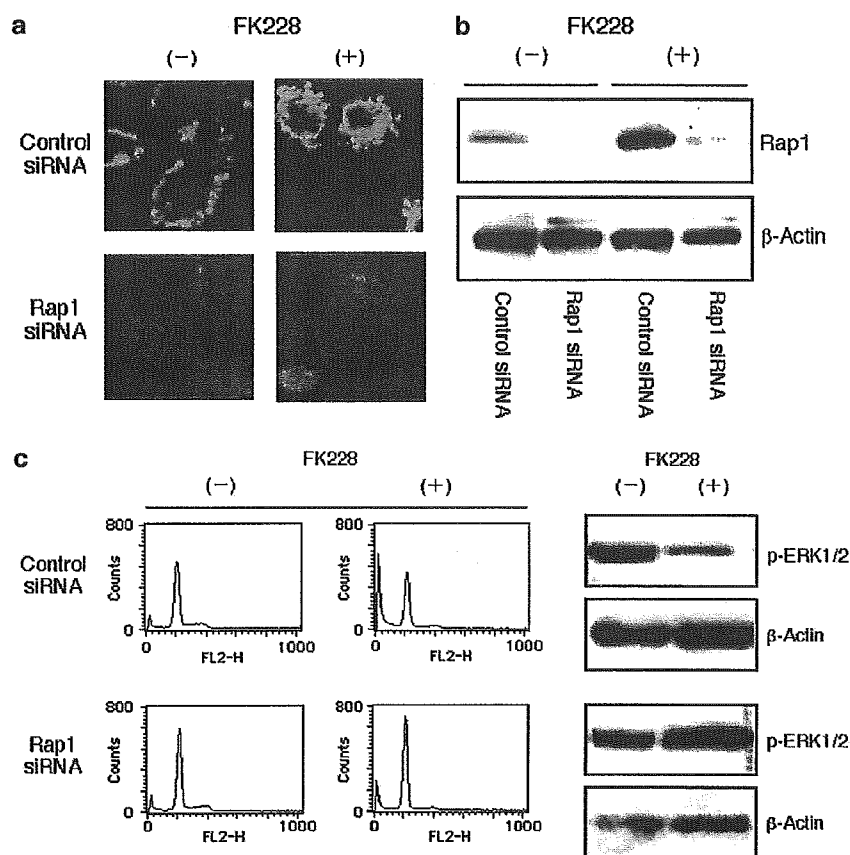 a
FK228
(−) (+)
Control siRNA
Rap1 siRNA
b
FK228
(−) (+)
Rap1
β-Actin
Control siRNA
Rap1 siRNA
Control siRNA
Rap1 siRNA
c
FK228
(−) (+)
Control siRNA
800
Counts
0
0 1000
FL2-H
800
Counts
0
0 1000
FL2-H
Rap1 siRNA
800
Counts
0
0 1000
FL2-H
800
Counts
0
0 1000
FL2-H
FK228
(−) (+)
p-ERK1/2
β-Actin
p-ERK1/2
β-Actin